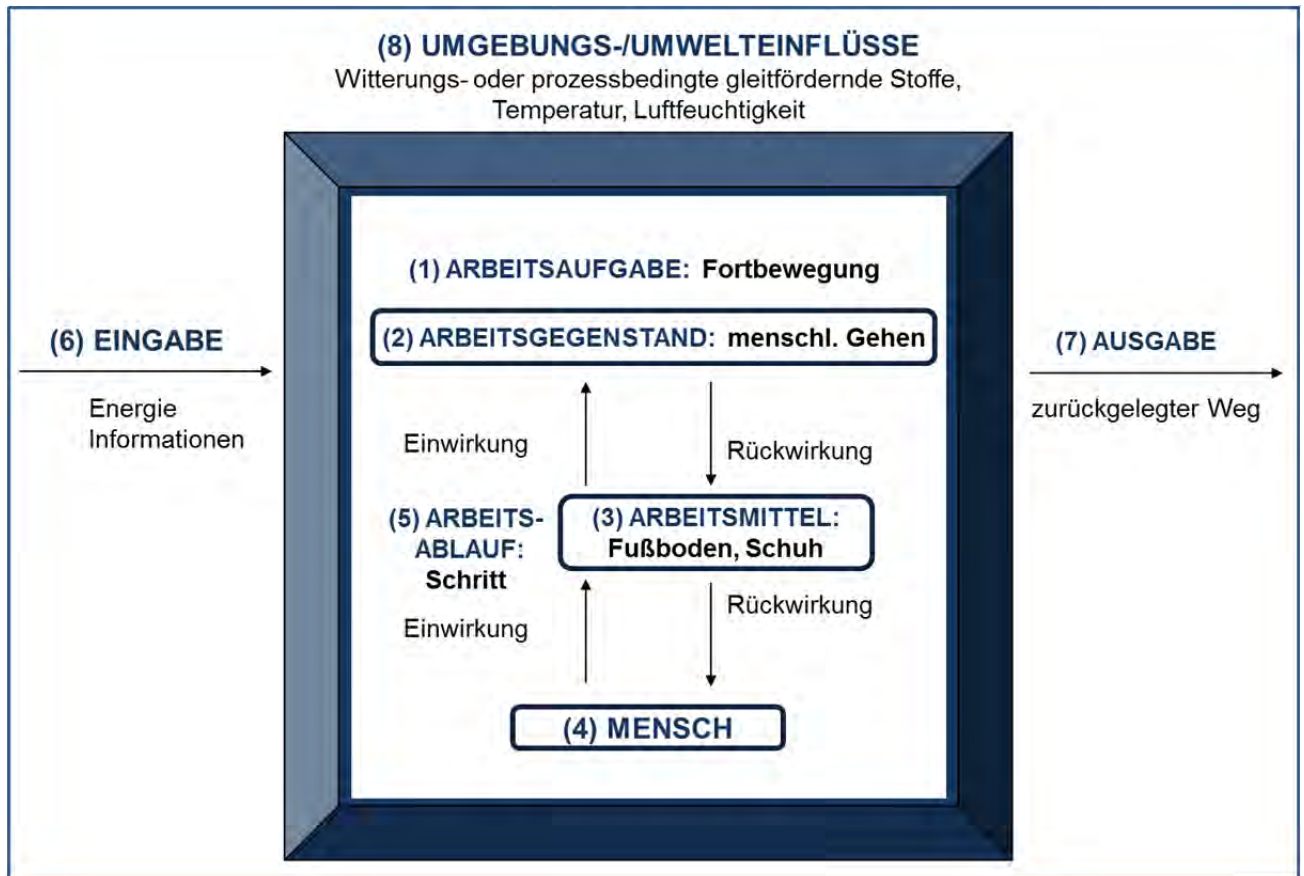 (8) UMGEBUNGS-/UMWELTEINFLÜSSE
Witterungs- oder prozessbedingte gleitfördernde Stoffe,
Temperatur, Luftfeuchtigkeit
(1) ARBEITSAUFGABE: Fortbewegung
(2) ARBEITSGEGENSTAND: menschl. Gehen
(6) EINGABE
Energie
Informationen
(7) AUSGABE
zurückgelegter Weg
Einwirkung
Rückwirkung
(5) ARBEITS-
ABLAUF:
Schritt
(3) ARBEITSMITTEL:
Fußboden, Schuh
Einwirkung
Rückwirkung
(4) MENSCH